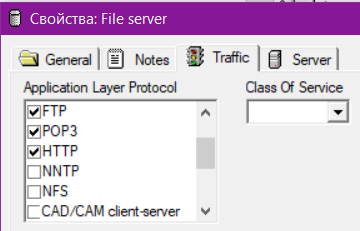 Свойства: File server
General Notes Traffic Server
Application Layer Protocol
Class Of Service
FTP
POP3
HTTP
NNTP
NFS
CAD/CAM client-server